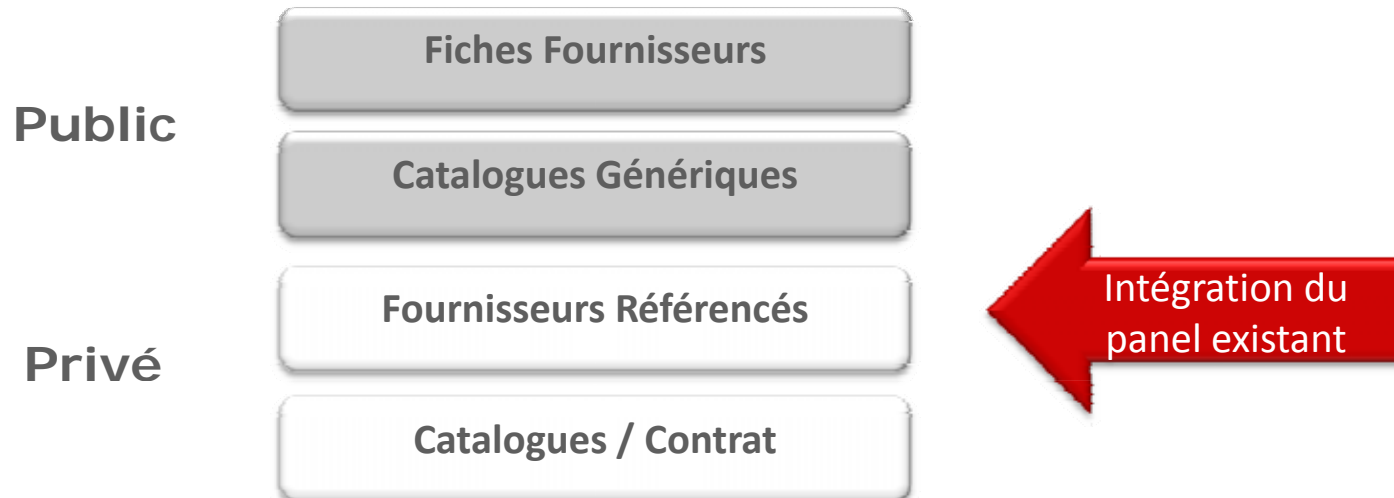 Public
Fiches Fournisseurs
Catalogues Génériques
Privé
Fournisseurs Référencés
Catalogues / Contrat
Intégration du
panel existant